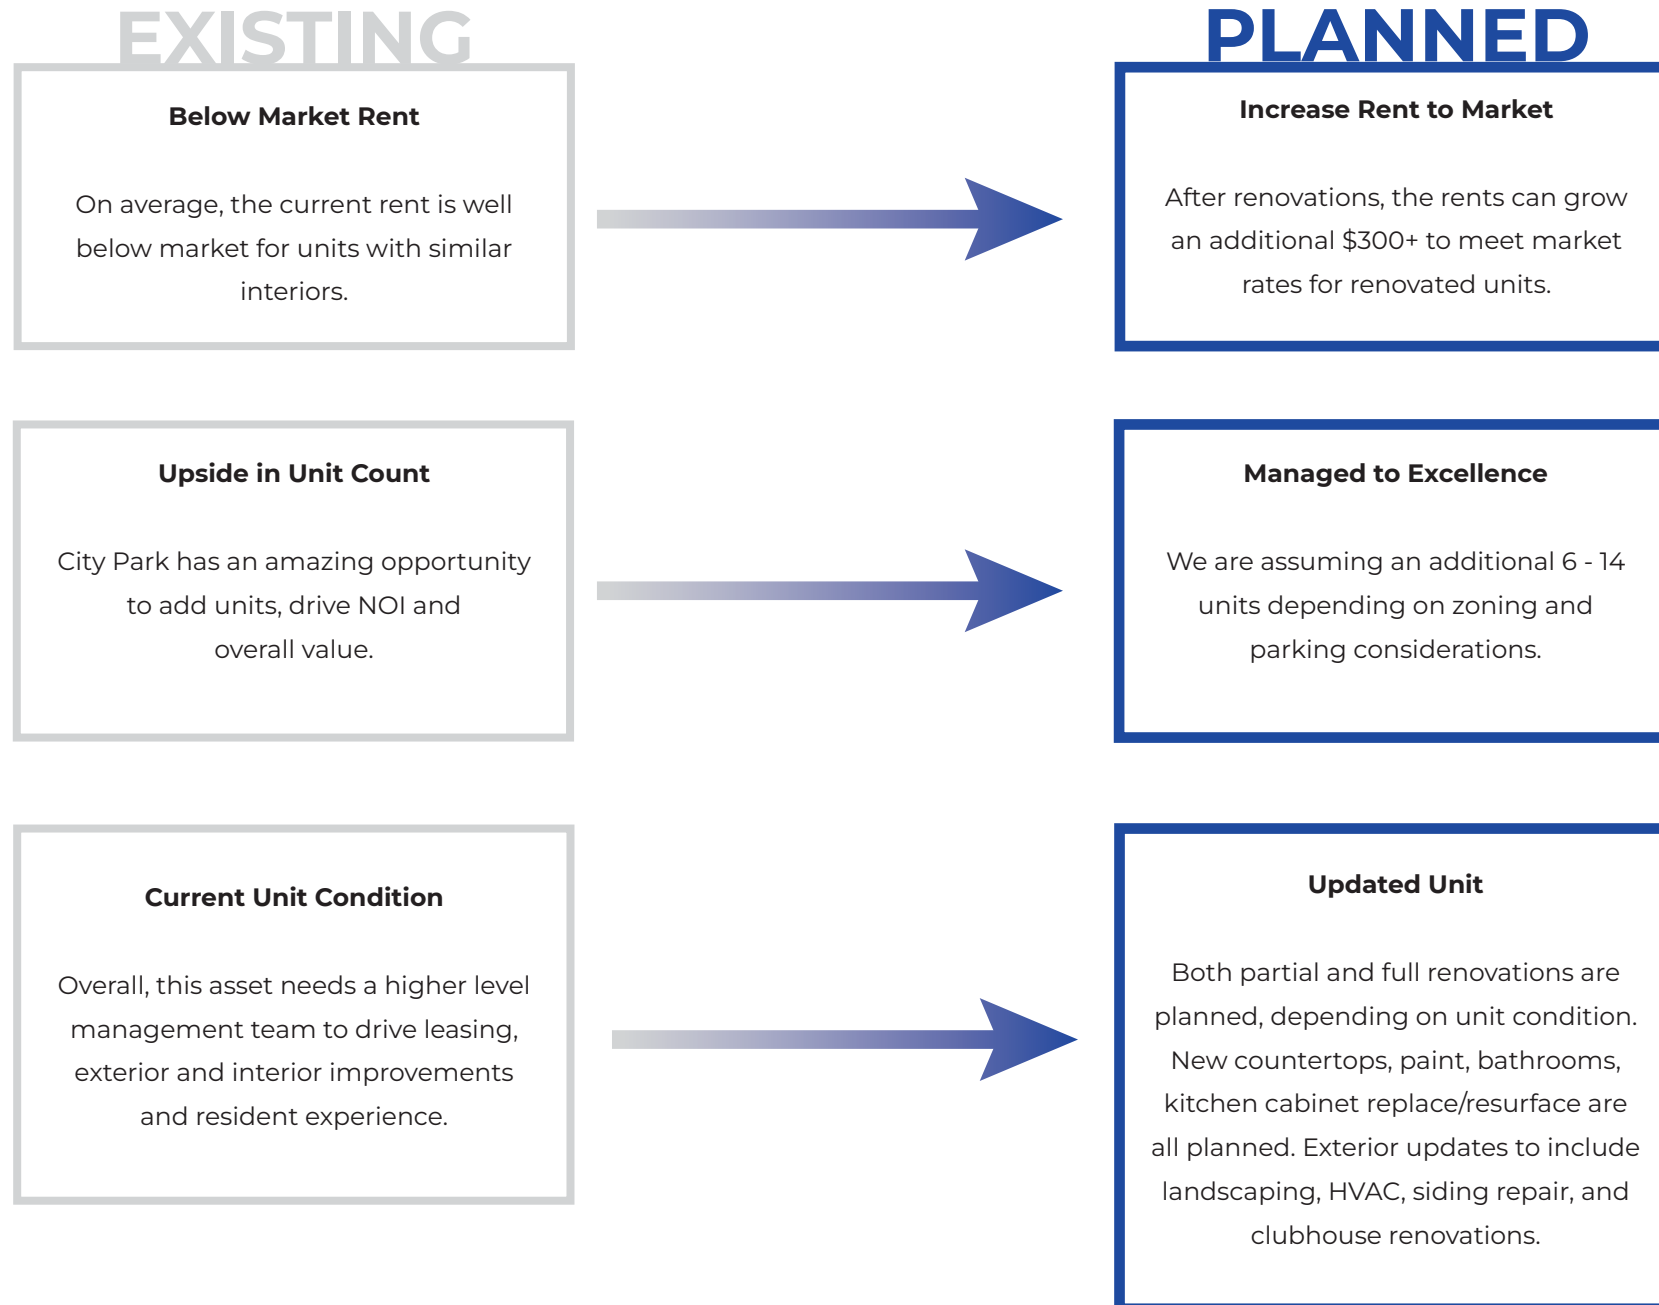 EXISTING
PLANNED
Below Market Rent
On average, the current rent is well
below market for units with similar
interiors.
Increase Rent to Market
After renovations, the rents can grow
an additional $300+ to meet market
rates for renovated units.
Upside in Unit Count
City Park has an amazing opportunity
to add units, drive NOI and
overall value.
Managed to Excellence
We are assuming an additional 6 - 14
units depending on zoning and
parking considerations.
Current Unit Condition
Overall, this asset needs a higher level
management team to drive leasing,
exterior and interior improvements
and resident experience.
Updated Unit
Both partial and full renovations are
planned, depending on unit condition.
New countertops, paint, bathrooms,
kitchen cabinet replace/resurface are
all planned. Exterior updates to include
landscaping, HVAC, siding repair, and
clubhouse renovations.